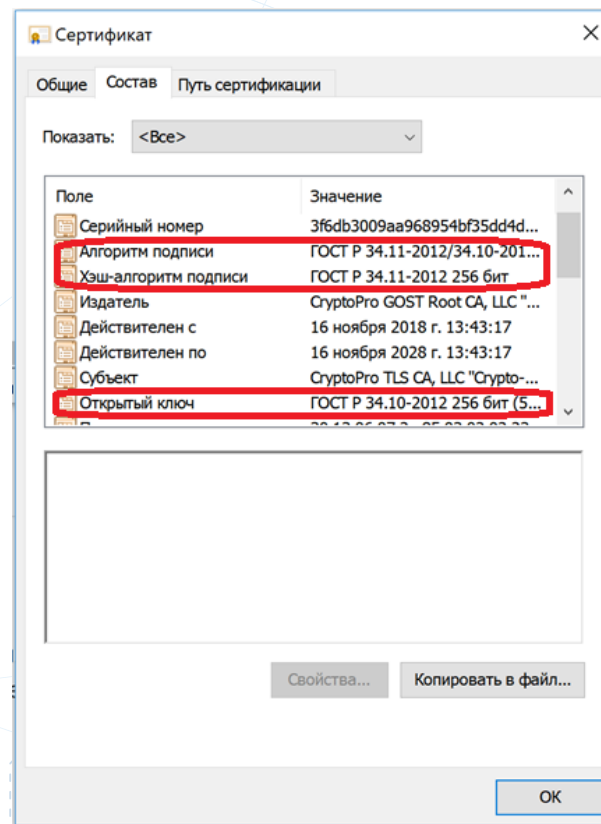 Сертификат
Общие Состав Путь сертификации
Показать: <Все>
Поле Значение
Серийный номер 3f6db3009aa968954bf35dd4d...
Алгоритм подписи ГОСТ Р 34.11-2012/34.10-201...
Хэш-алгоритм подписи ГОСТ Р 34.11-2012 256 бит
Издатель CryptoPro GOST Root CA, LLC "...
Действителен с 16 ноября 2018 г. 13:43:17
Действителен по 16 ноября 2028 г. 13:43:17
Субъект CryptoPro TLS CA, LLC "Crypto-...
Открытый ключ ГОСТ Р 34.10-2012 256 бит (5...
Свойства... Копировать в файл...
ОК